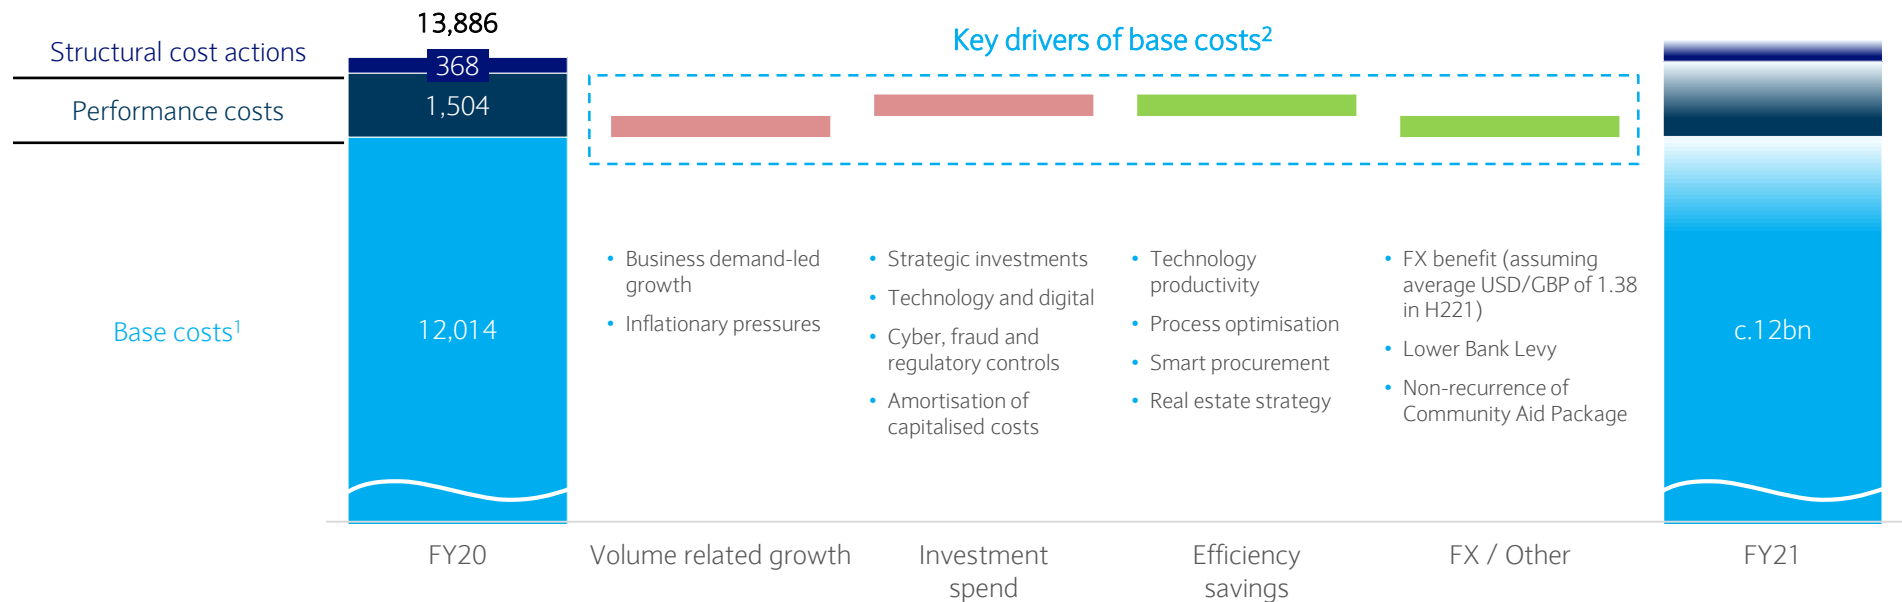 13,886
Key drivers of base costs2
Structural cost actions
368
Performance costs
1,504
Base costs1
12,014
• Business demand-led
growth
• Inflationary pressures
• Strategic investments
• Technology and digital
• Cyber, fraud and
regulatory controls
• Amortisation of
capitalised costs
• Technology
productivity
• Process optimisation
• Smart procurement
• Real estate strategy
• FX benefit (assuming
average USD/GBP of 1.38
in H221)
• Lower Bank Levy
• Non-recurrence of
Community Aid Package
c.12bn
FY20
Volume related growth
Investment
spend
Efficiency
savings
FX / Other
FY21